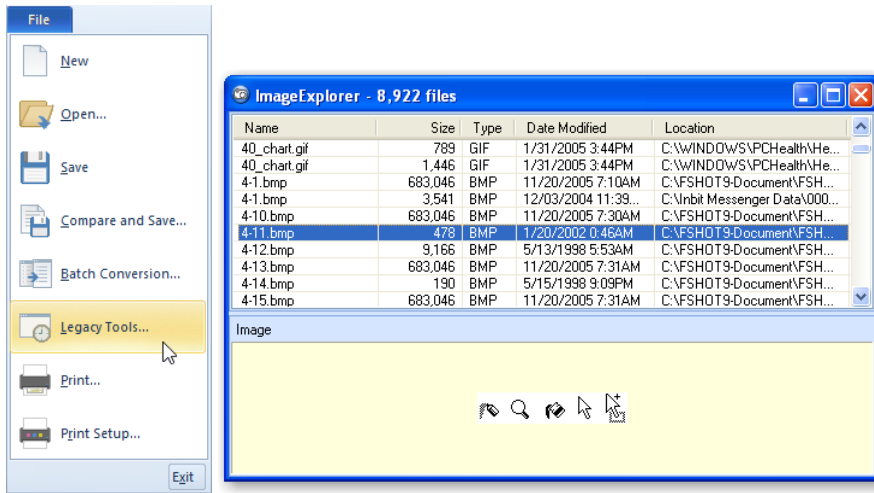 File
New
Open...
Save
Compare and Save...
Batch Conversion...
Legacy Tools...
Print...
Print Setup...
Exit
ImageExplorer - 8,922 files
Name Size Type Date Modified Location
40_chart.gif 789 GIF 1/31/2005 3:44PM C:\WINDOWS\PCHealth\He...
40_chart.gif 1,446 GIF 1/31/2005 3:44PM C:\WINDOWS\PCHealth\He...
4-1.bmp 683,046 BMP 11/20/2005 7:10AM C:\FSHOT9-Document\FSH...
4-1.bmp 3,541 BMP 12/03/2004 11:39... C:\Inbit Messenger Data\000...
4-10.bmp 683,046 BMP 11/20/2005 7:30AM C:\FSHOT9-Document\FSH...
4-11.bmp 478 BMP 1/20/2002 0:46AM C:\FSHOT9-Document\FSH...
4-12.bmp 9,166 BMP 5/13/1998 5:53AM C:\FSHOT9-Document\FSH...
4-13.bmp 683,046 BMP 11/20/2005 7:31AM C:\FSHOT9-Document\FSH...
4-14.bmp 190 BMP 5/15/1998 9:09PM C:\FSHOT9-Document\FSH...
4-15.bmp 683,046 BMP 11/20/2005 7:31AM C:\FSHOT9-Document\FSH...
Image